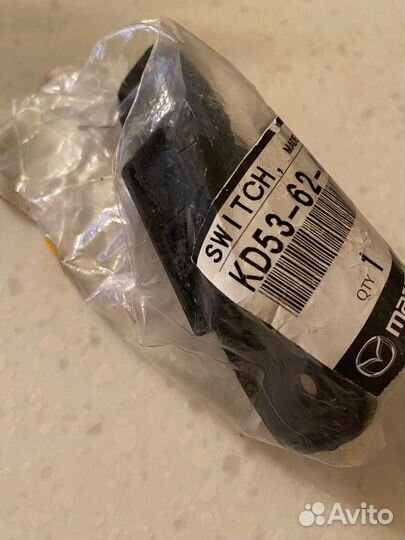 SWITCH,
KD53-62-
QTY 1
Avito